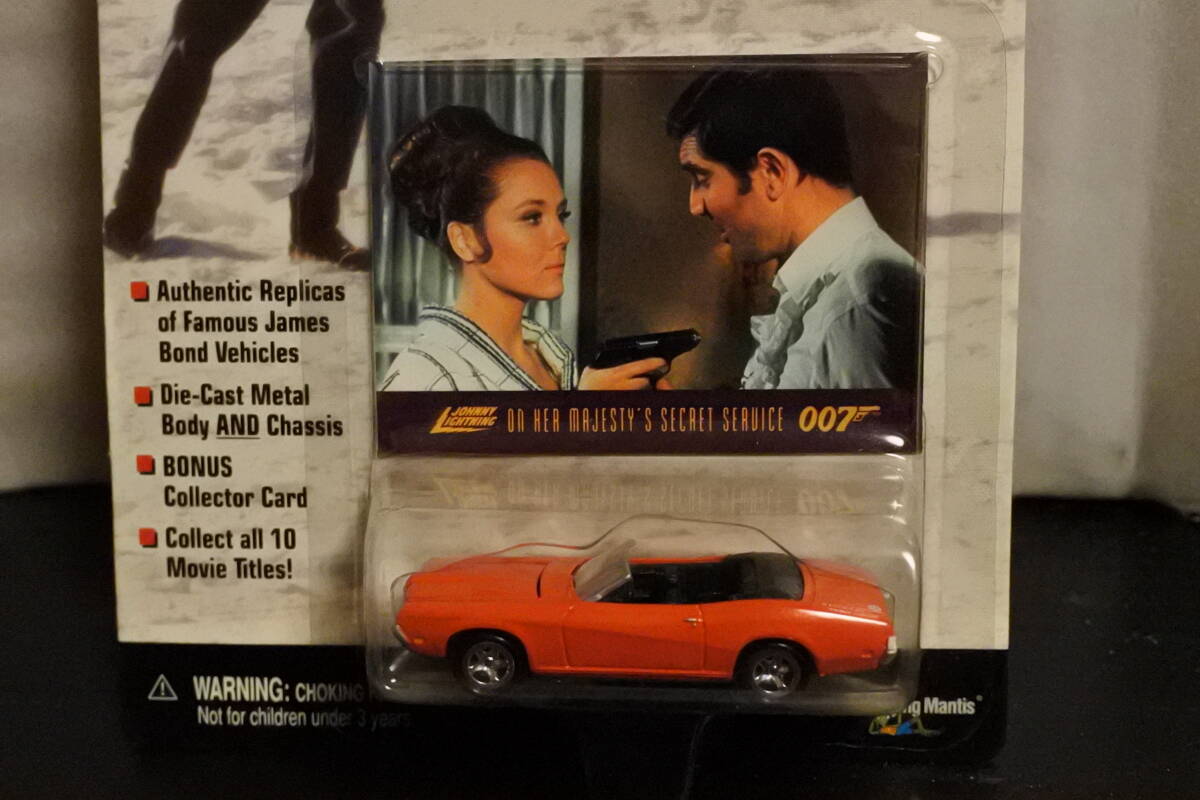 Authentic Replicas
of Famous James
Bond Vehicles
Die-Cast Metal
Body AND Chassis
BONUS
Collector Card
Collect all 10
Movie Titles!
JOHNNY
LIGHTNING
ON HER MAJESTY'S SECRET SERVICE
007
WARNING: CHOKING
Not for children under 3 years
Mantis®